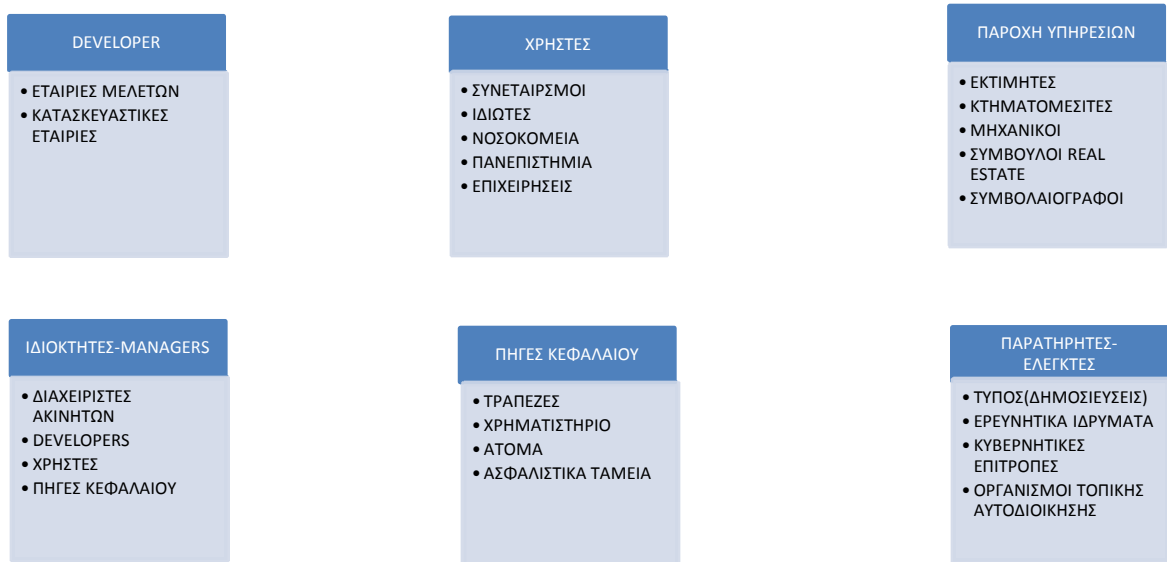 DEVELOPER
• ΕΤΑΙΡΙΕΣ ΜΕΛΕΤΩΝ
• ΚΑΤΑΣΚΕΥΑΣΤΙΚΕΣ
ΕΤΑΙΡΙΕΣ
ΧΡΗΣΤΕΣ
• ΣΥΝΕΤΑΙΡΣΜΟΙ
• ΙΔΙΩΤΕΣ
• ΝΟΣΟΚΟΜΕΙΑ
• ΠΑΝΕΠΙΣΤΗΜΙΑ
• ΕΠΙΧΕΙΡΗΣΕΙΣ
ΠΑΡΟΧΗ ΥΠΗΡΕΣΙΩΝ
• ΕΚΤΙΜΗΤΕΣ
• ΚΤΗΜΑΤΟΜΕΣΙΤΕΣ
• ΜΗΧΑΝΙΚΟΙ
• ΣΥΜΒΟΥΛΟΙ REAL
ESTATE
• ΣΥΜΒΟΛΑΙΟΓΡΑΦΟΙ
ΙΔΙΟΚΤΗΤΕΣ-MANAGERS
• ΔΙΑΧΕΙΡΙΣΤΕΣ
ΑΚΙΝΗΤΩΝ
• DEVELOPERS
• ΧΡΗΣΤΕΣ
• ΠΗΓΕΣ ΚΕΦΑΛΑΙΟΥ
ΠΗΓΕΣ ΚΕΦΑΛΑΙΟΥ
• ΤΡΑΠΕΖΕΣ
• ΧΡΗΜΑΤΙΣΤΗΡΙΟ
• ΑΤΟΜΑ
• ΑΣΦΑΛΙΣΤΙΚΑ ΤΑΜΕΙΑ
ΠΑΡΑΤΗΡΗΤΕΣ-
ΕΛΕΓΚΤΕΣ
• ΤΥΠΟΣ(ΔΗΜΟΣΙΕΥΣΕΙΣ)
• ΕΡΕΥΝΗΤΙΚΑ ΙΔΡΥΜΑΤΑ
• ΚΥΒΕΡΝΗΤΙΚΕΣ
ΕΠΙΤΡΟΠΕΣ
• ΟΡΓΑΝΙΣΜΟΙ ΤΟΠΙΚΗΣ
ΑΥΤΟΔΙΟΙΚΗΣΗΣ